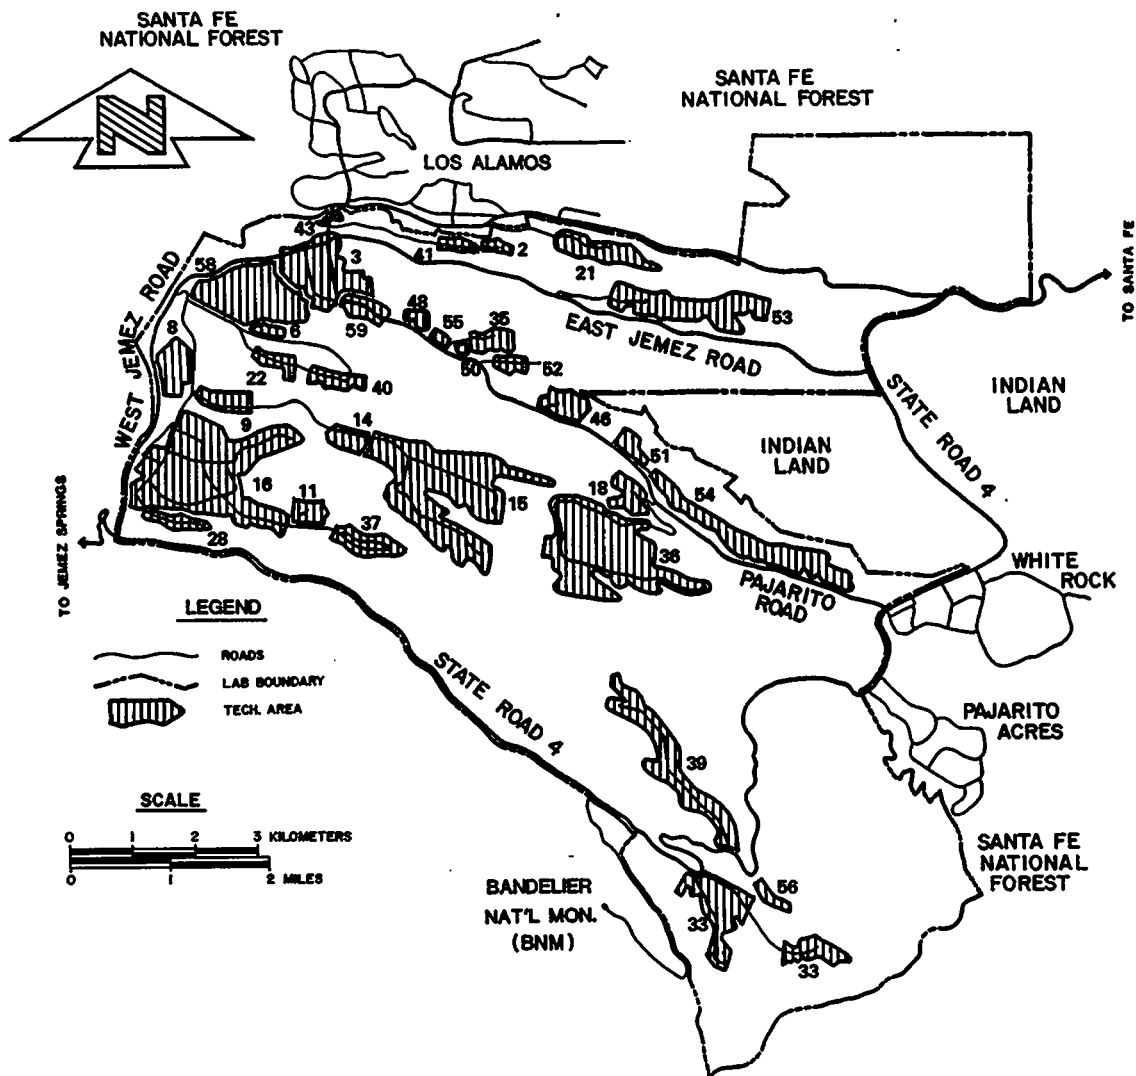 SANTA FE
NATIONAL FOREST
N
SANTA FE
NATIONAL FOREST
LOS ALAMOS
TO SANTA FE
43
41
2
3
21
58
WEST JEMEZ ROAD
8
6
59
48
55
35
50
52
53
EAST JEMEZ ROAD
22
40
STATE ROAD 4
INDIAN
LAND
9
14
46
51
INDIAN
LAND
16
11
15
18
54
28
37
36
TO JEMEZ SPRINGS
PAJARITO
ROAD
WHITE
ROCK
LEGEND
ROADS
LAB BOUNDARY
TECH. AREA
STATE ROAD 4
PAJARITO
ACRES
39
SCALE
0 1 2 3 KILOMETERS
0 1 2 MILES
SANTA FE
NATIONAL
FOREST
BANDELIER
NAT'L MON.
(BNM)
56
33
33